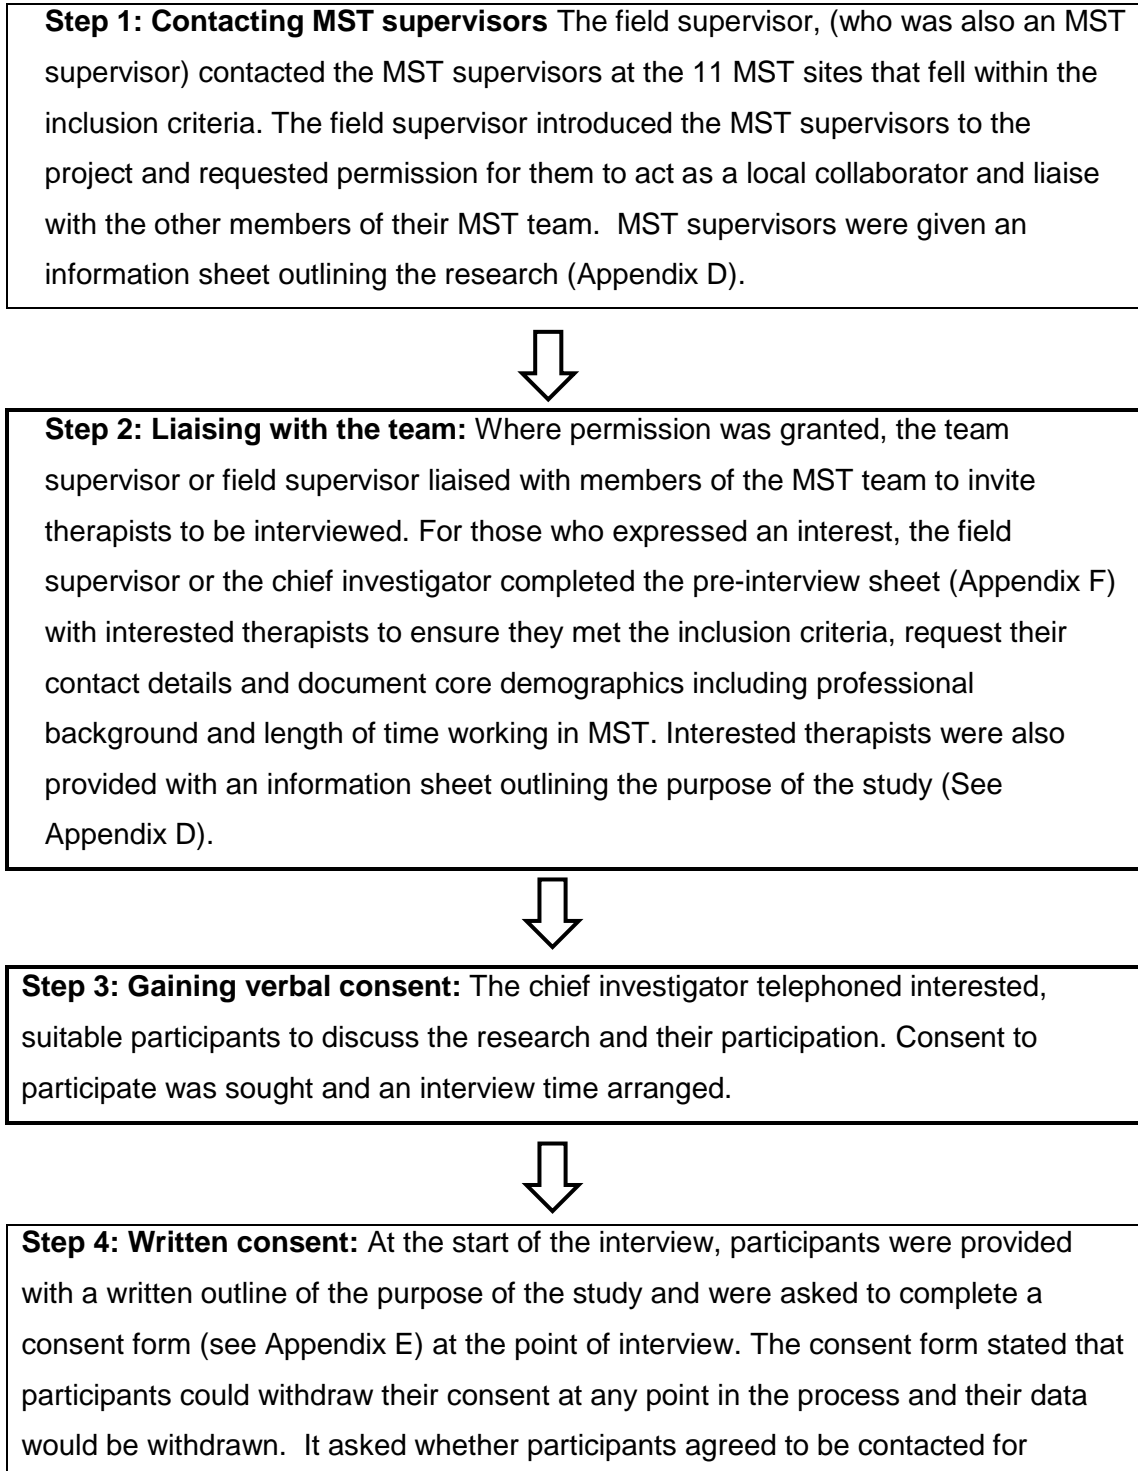 Step 1: Contacting MST supervisors The field supervisor, (who was also an MST
supervisor) contacted the MST supervisors at the 11 MST sites that fell within the
inclusion criteria. The field supervisor introduced the MST supervisors to the
project and requested permission for them to act as a local collaborator and liaise
with the other members of their MST team.  MST supervisors were given an
information sheet outlining the research (Appendix D).
Step 2: Liaising with the team: Where permission was granted, the team
supervisor or field supervisor liaised with members of the MST team to invite
therapists to be interviewed. For those who expressed an interest, the field
supervisor or the chief investigator completed the pre-interview sheet (Appendix F)
with interested therapists to ensure they met the inclusion criteria, request their
contact details and document core demographics including professional
background and length of time working in MST. Interested therapists were also
provided with an information sheet outlining the purpose of the study (See
Appendix D).
Step 3: Gaining verbal consent: The chief investigator telephoned interested,
suitable participants to discuss the research and their participation. Consent to
participate was sought and an interview time arranged.
Step 4: Written consent: At the start of the interview, participants were provided
with a written outline of the purpose of the study and were asked to complete a
consent form (see Appendix E) at the point of interview. The consent form stated that
participants could withdraw their consent at any point in the process and their data
would be withdrawn.  It asked whether participants agreed to be contacted for